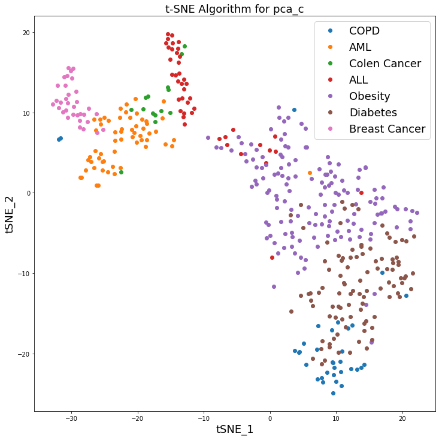 t-SNE Algorithm for pca_c
20
10
0
−10
−20
tSNE_2
COPD
AML
Colen Cancer
ALL
Obesity
Diabetes
Breast Cancer
−30 −20 −10 0 10 20
tSNE_1